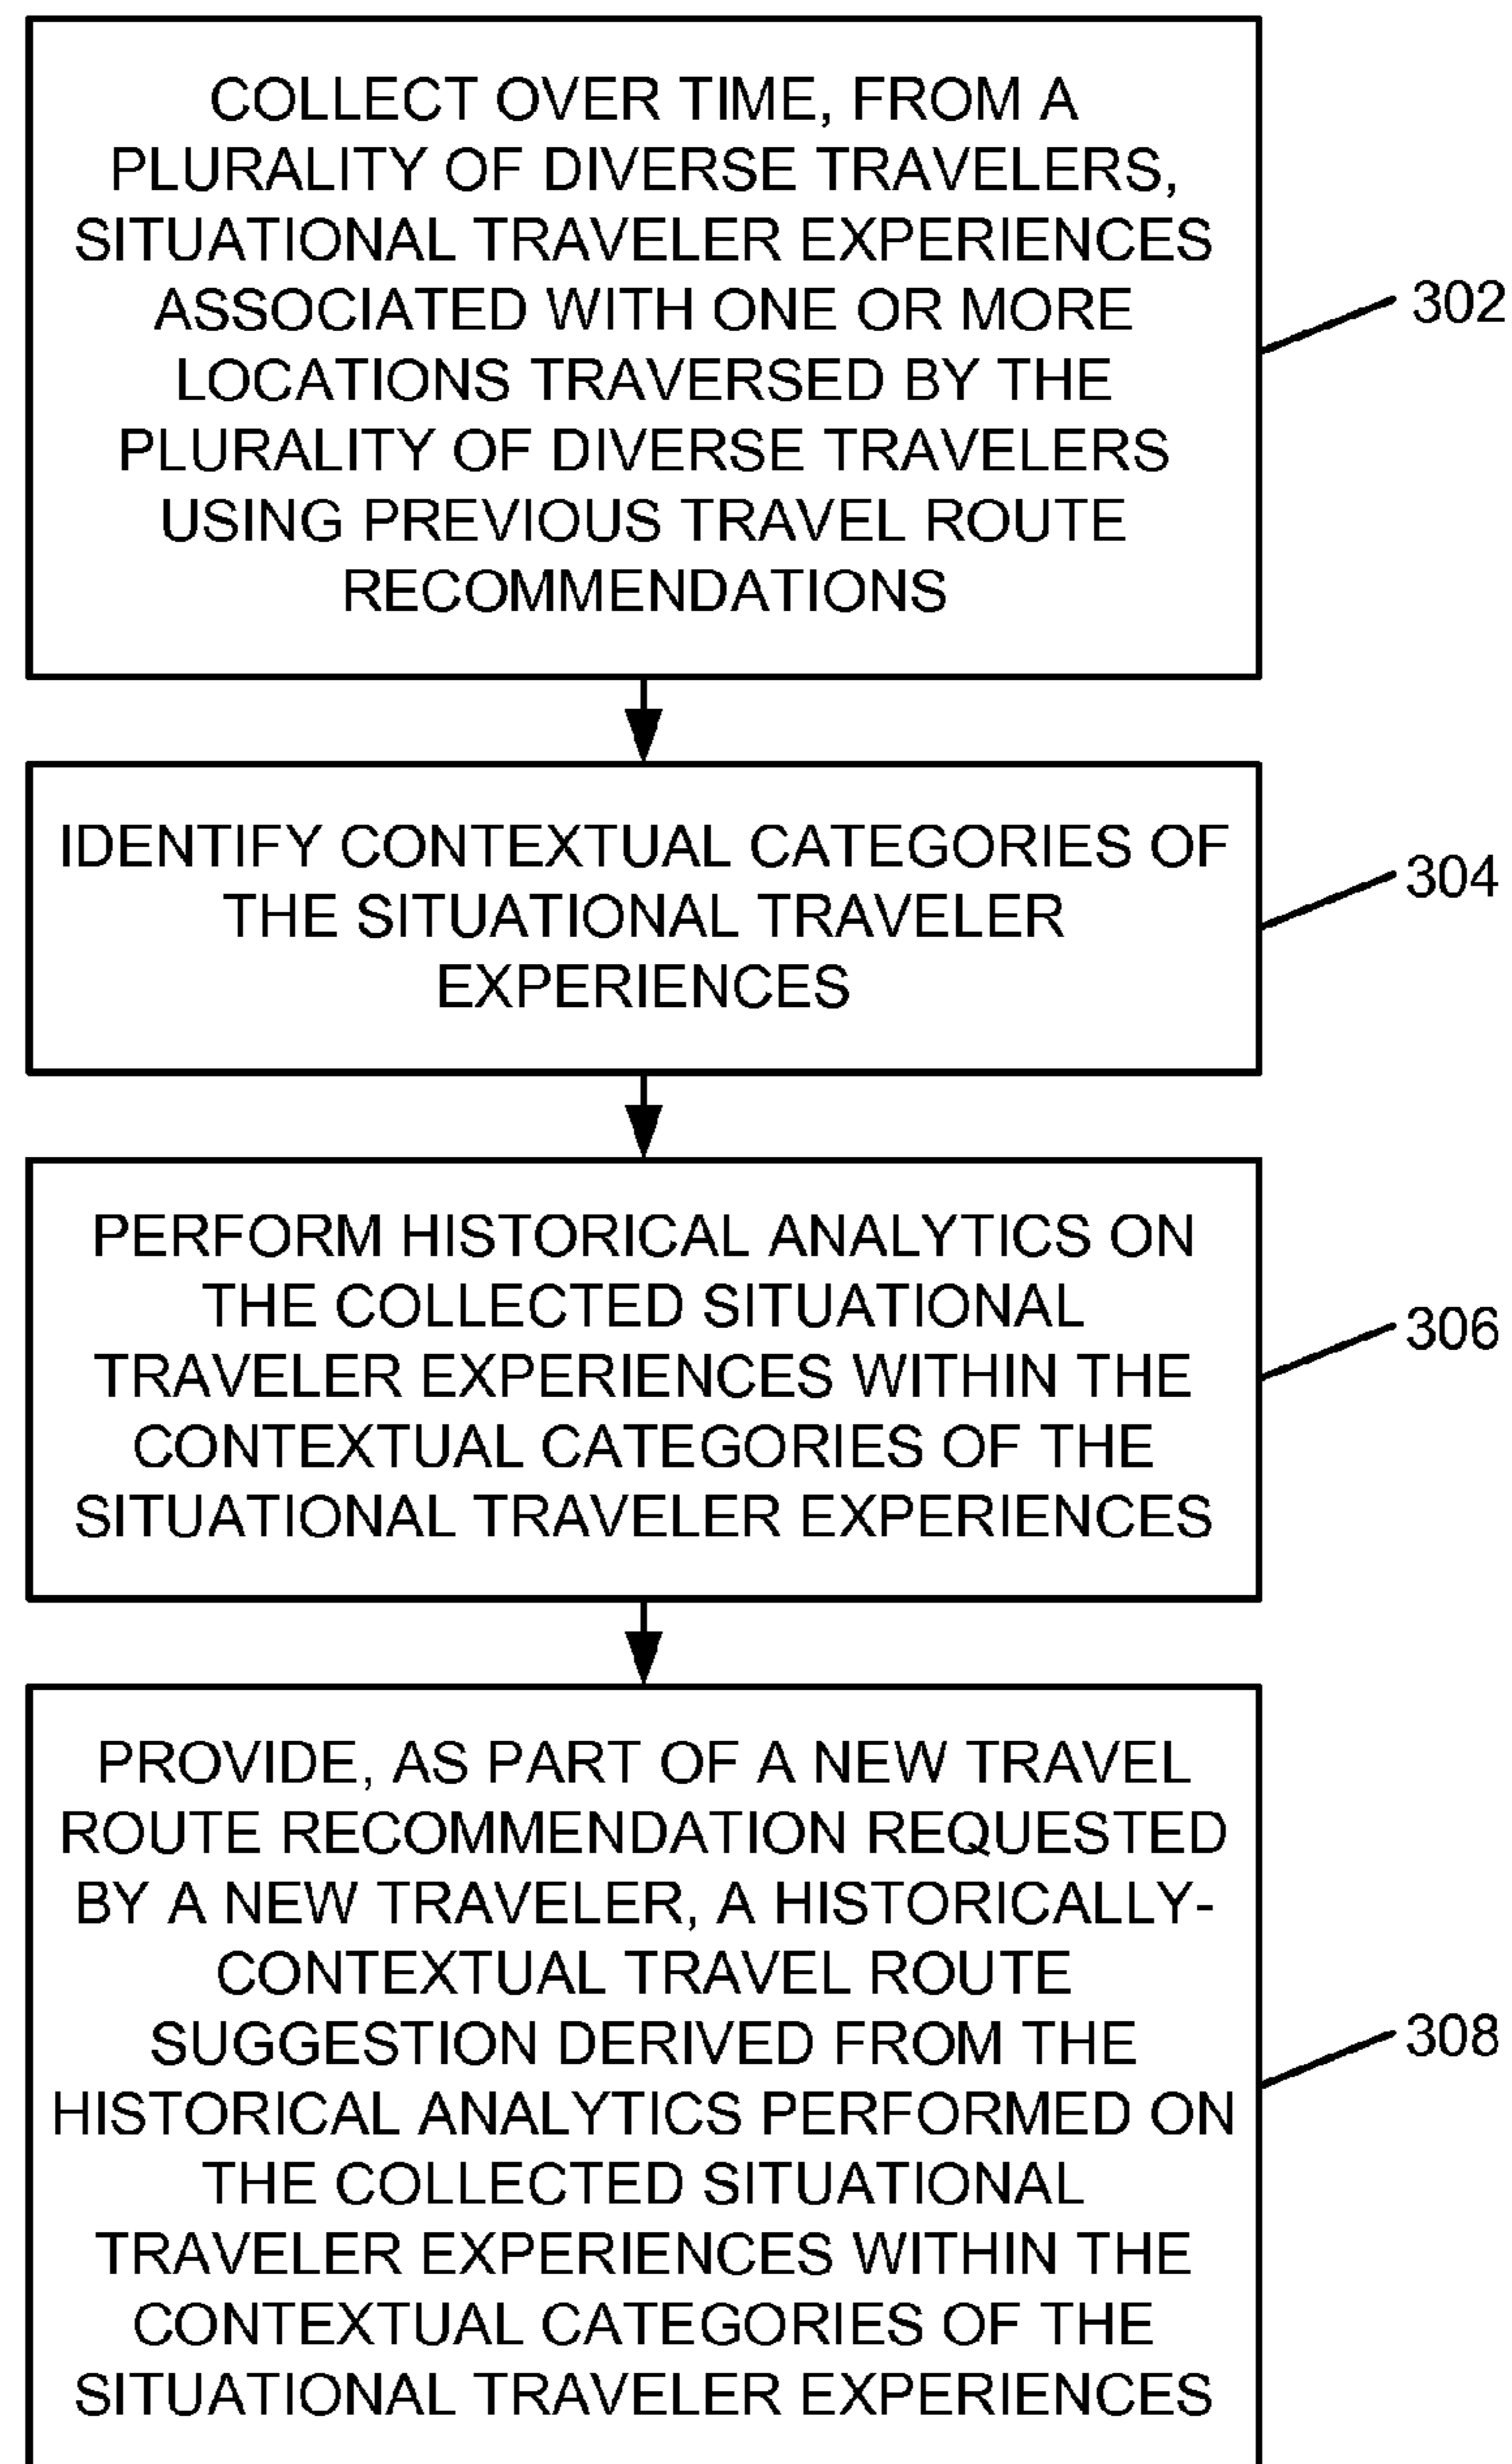 COLLECT OVER TIME, FROM A
PLURALITY OF DIVERSE TRAVELERS,
SITUATIONAL TRAVELER EXPERIENCES
ASSOCIATED WITH ONE OR MORE
LOCATIONS TRAVERSED BY THE
PLURALITY OF DIVERSE TRAVELERS
USING PREVIOUS TRAVEL ROUTE
RECOMMENDATIONS
302
IDENTIFY CONTEXTUAL CATEGORIES OF
THE SITUATIONAL TRAVELER
EXPERIENCES
304
PERFORM HISTORICAL ANALYTICS ON
THE COLLECTED SITUATIONAL
TRAVELER EXPERIENCES WITHIN THE
CONTEXTUAL CATEGORIES OF THE
SITUATIONAL TRAVELER EXPERIENCES
306
PROVIDE, AS PART OF A NEW TRAVEL
ROUTE RECOMMENDATION REQUESTED
BY A NEW TRAVELER, A HISTORICALLY-
CONTEXTUAL TRAVEL ROUTE
SUGGESTION DERIVED FROM THE
HISTORICAL ANALYTICS PERFORMED ON
THE COLLECTED SITUATIONAL
TRAVELER EXPERIENCES WITHIN THE
CONTEXTUAL CATEGORIES OF THE
SITUATIONAL TRAVELER EXPERIENCES
308